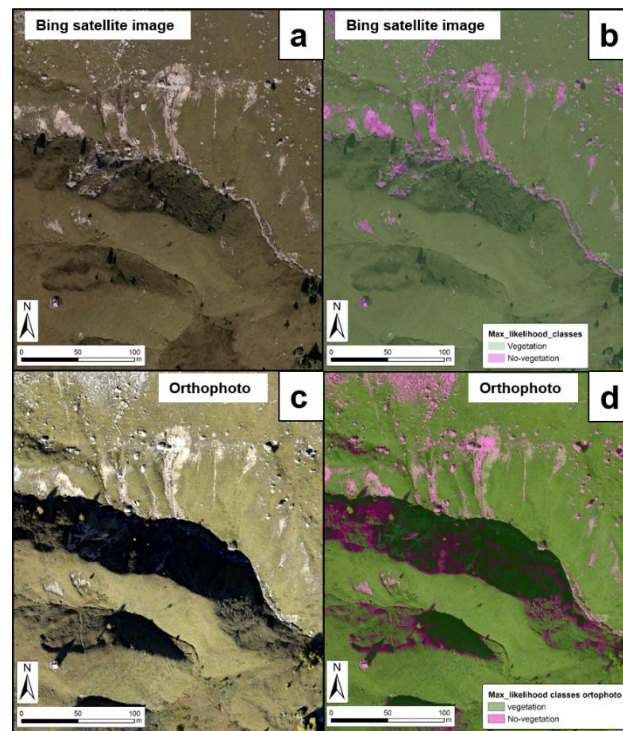 Bing satellite image
a
Bing satellite image
b
N
0 50 100
m
N
0 50 100
m
Max_likelihood_classes
Vegetation
No-vegetation
Orthophoto
c
Orthophoto
d
N
0 50 100
m
N
0 50 100
m
Max_likelihood classes ortofoto
vegetation
No-vegetation